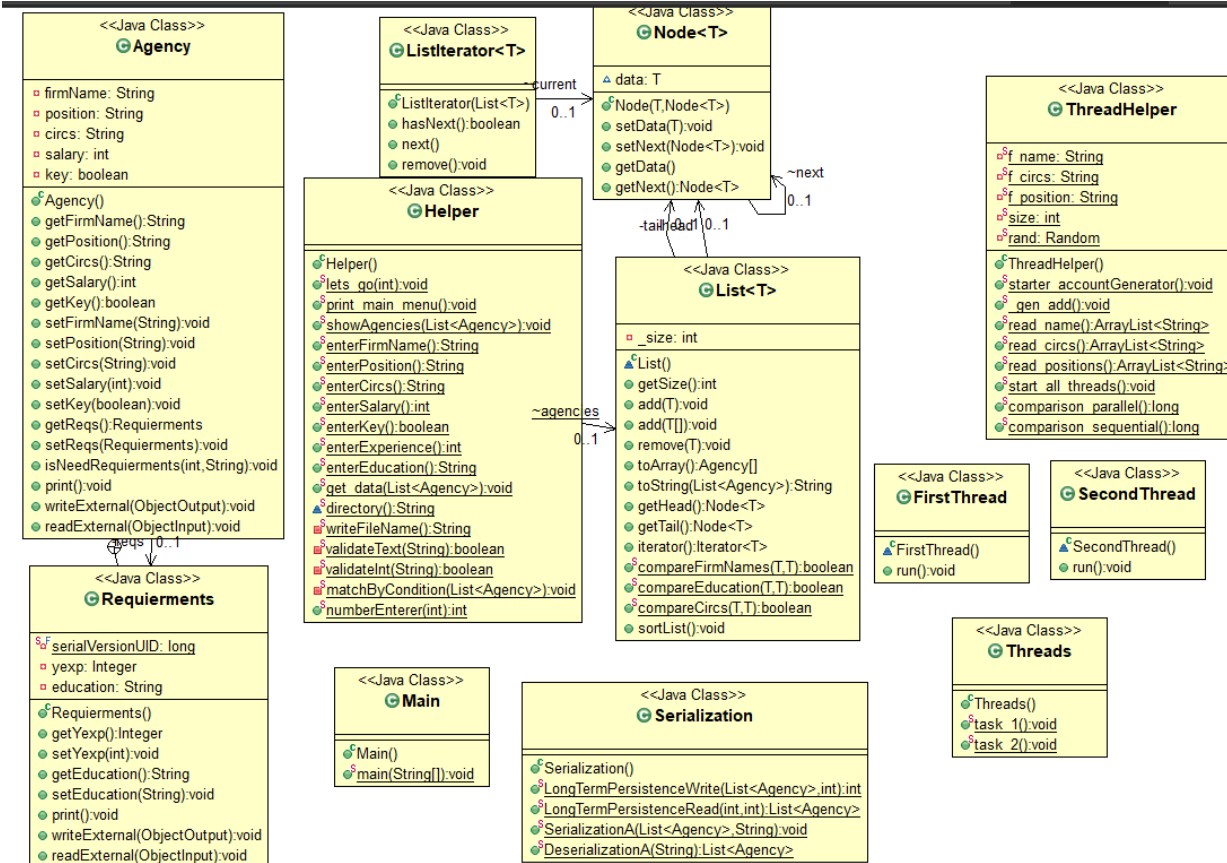 <<Java Class>>
Agency
firmName: String
position: String
circs: String
salary: int
key: boolean
Agency()
getFirmName():String
getPosition():String
getCircs():String
getSalary():int
getKey():boolean
setFirmName(String):void
setPosition(String):void
setCircs(String):void
setSalary(int):void
setKey(boolean):void
getReqs():Requierments
setReqs(Requierments):void
isNeedRequierments(int,String):void
print():void
writeExternal(ObjectOutput):void
readExternal(ObjectInput):void
-reqs 0..1
<<Java Class>>
Requierments
serialVersionUID: long
yexp: Integer
education: String
Requierments()
getYexp():Integer
setYexp(int):void
getEducation():String
setEducation(String):void
print():void
writeExternal(ObjectOutput):void
readExternal(ObjectInput):void
<<Java Class>>
ListIterator<T>
ListIterator(List<T>)
hasNext():boolean
next()
remove():void
~current
0..1
<<Java Class>>
Node<T>
data: T
Node(T,Node<T>)
setData(T):void
setNext(Node<T>):void
getData()
getNext():Node<T>
~next
0..1
<<Java Class>>
Helper
Helper()
lets_go(int):void
print_main_menu():void
showAgencies(List<Agency>):void
enterFirmName():String
enterPosition():String
enterCircs():String
enterSalary():int
enterKey():boolean
enterExperience():int
enterEducation():String
get_data(List<Agency>):void
directory():String
writeFileName():String
validateText(String):boolean
validateInt(String):boolean
matchByCondition(List<Agency>):void
numberEnterer(int):int
~agencies
0..1
-tail
head
0..1
<<Java Class>>
List<T>
_size: int
List()
getSize():int
add(T):void
add(T[]):void
remove(T):void
toArray():Agency[]
toString(List<Agency>):String
getHead():Node<T>
getTail():Node<T>
iterator():Iterator<T>
compareFirmNames(T,T):boolean
compareEducation(T,T):boolean
compareCircs(T,T):boolean
sortList():void
<<Java Class>>
ThreadHelper
f_name: String
f_circs: String
f_position: String
size: int
rand: Random
ThreadHelper()
starter_accountGenerator():void
_gen_add():void
read_name():ArrayList<String>
read_circs():ArrayList<String>
read_positions():ArrayList<String>
start_all_threads():void
comparison_parallel():long
comparison_sequential():long
<<Java Class>>
FirstThread
FirstThread()
run():void
<<Java Class>>
SecondThread
SecondThread()
run():void
<<Java Class>>
Threads
Threads()
task_1():void
task_2():void
<<Java Class>>
Main
Main()
main(String[]):void
<<Java Class>>
Serialization
Serialization()
LongTermPersistenceWrite(List<Agency>,int):int
LongTermPersistenceRead(int,int):List<Agency>
SerializationA(List<Agency>,String):void
DeserializationA(String):List<Agency>